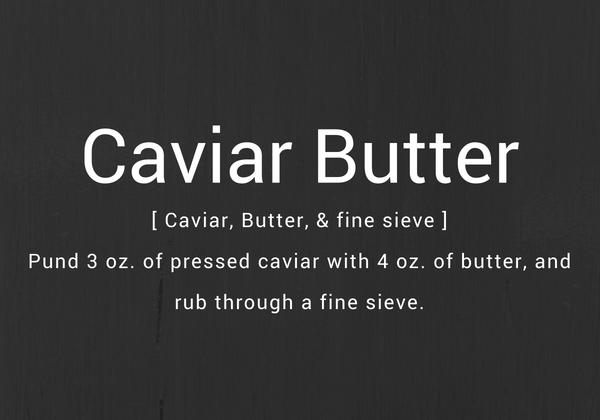 Caviar Butter
[ Caviar, Butter, & fine sieve ]
Pund 3 oz. of pressed caviar with 4 oz. of butter, and
rub through a fine sieve.